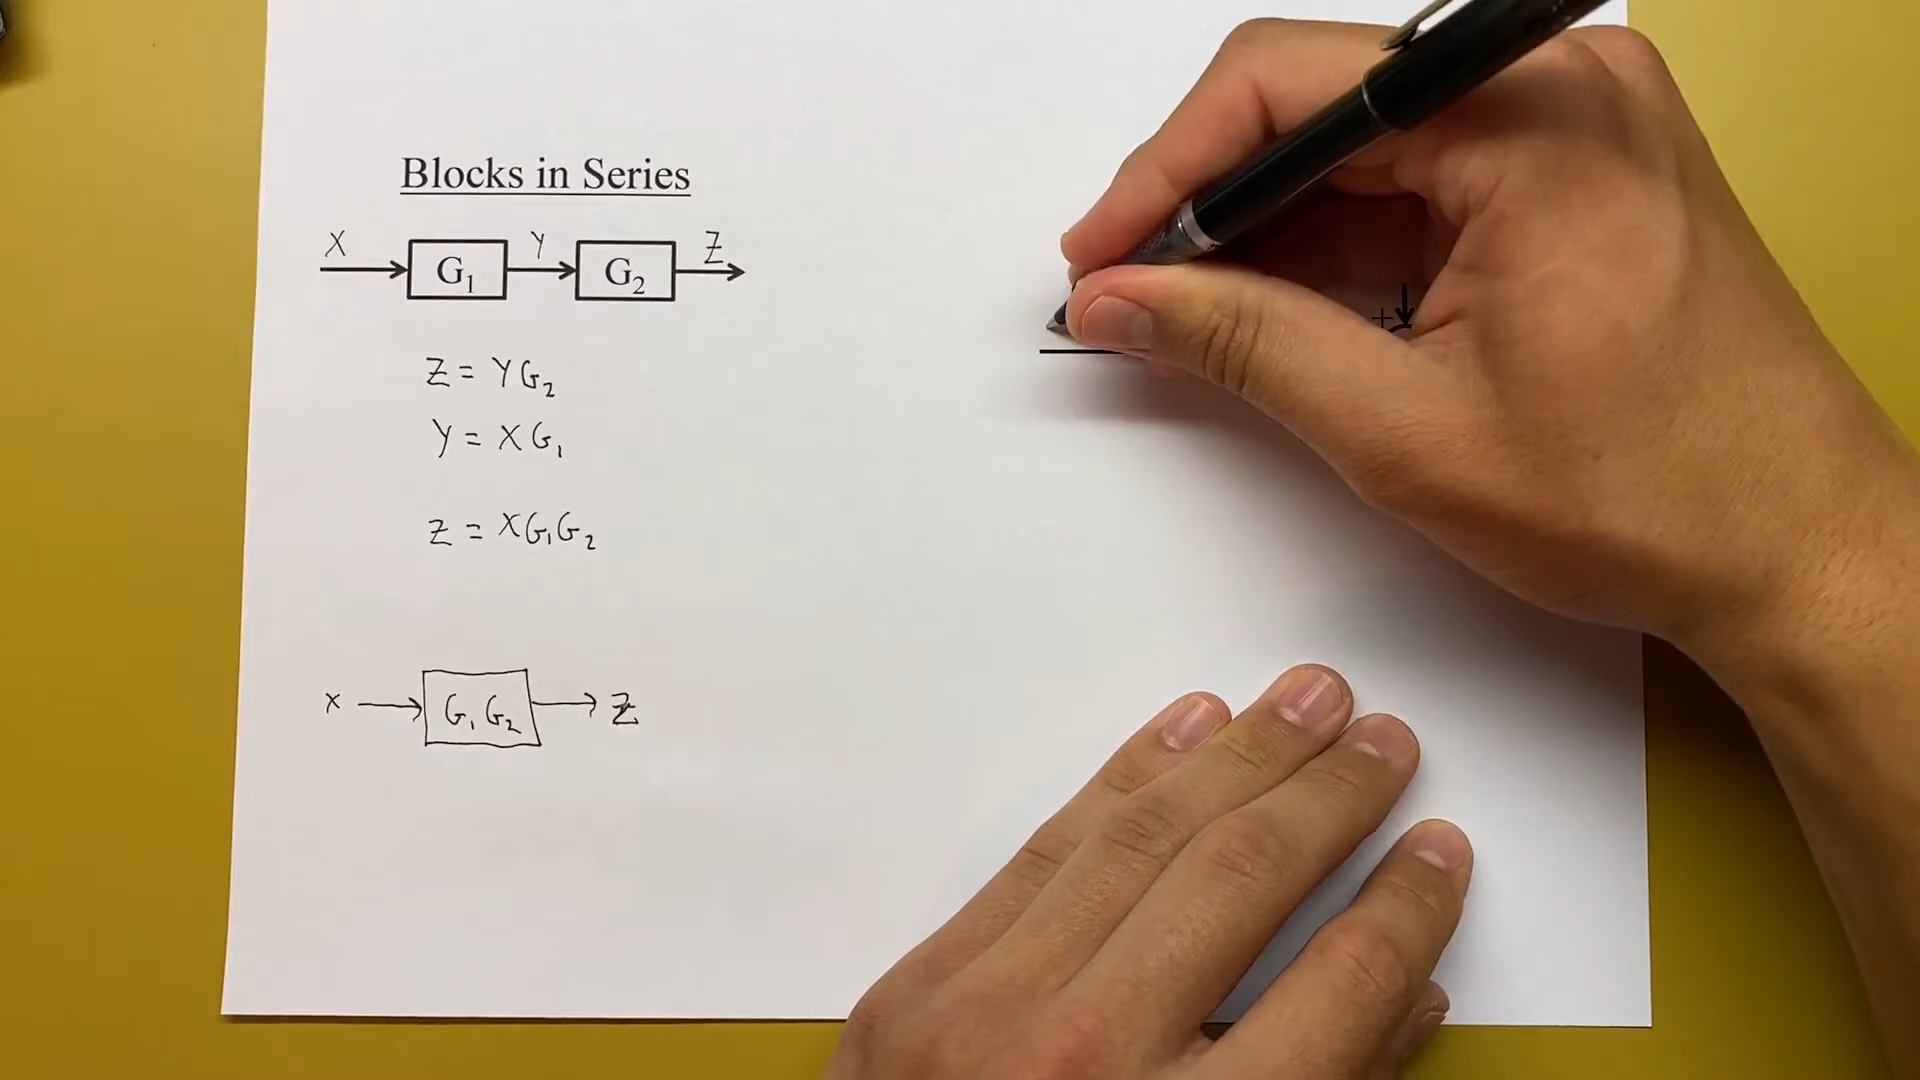 Blocks in Series
X G₁ Y G₂ Z
Z = YG₂
Y = XG₁
Z = XG₁G₂
X G₁G₂ Z
+